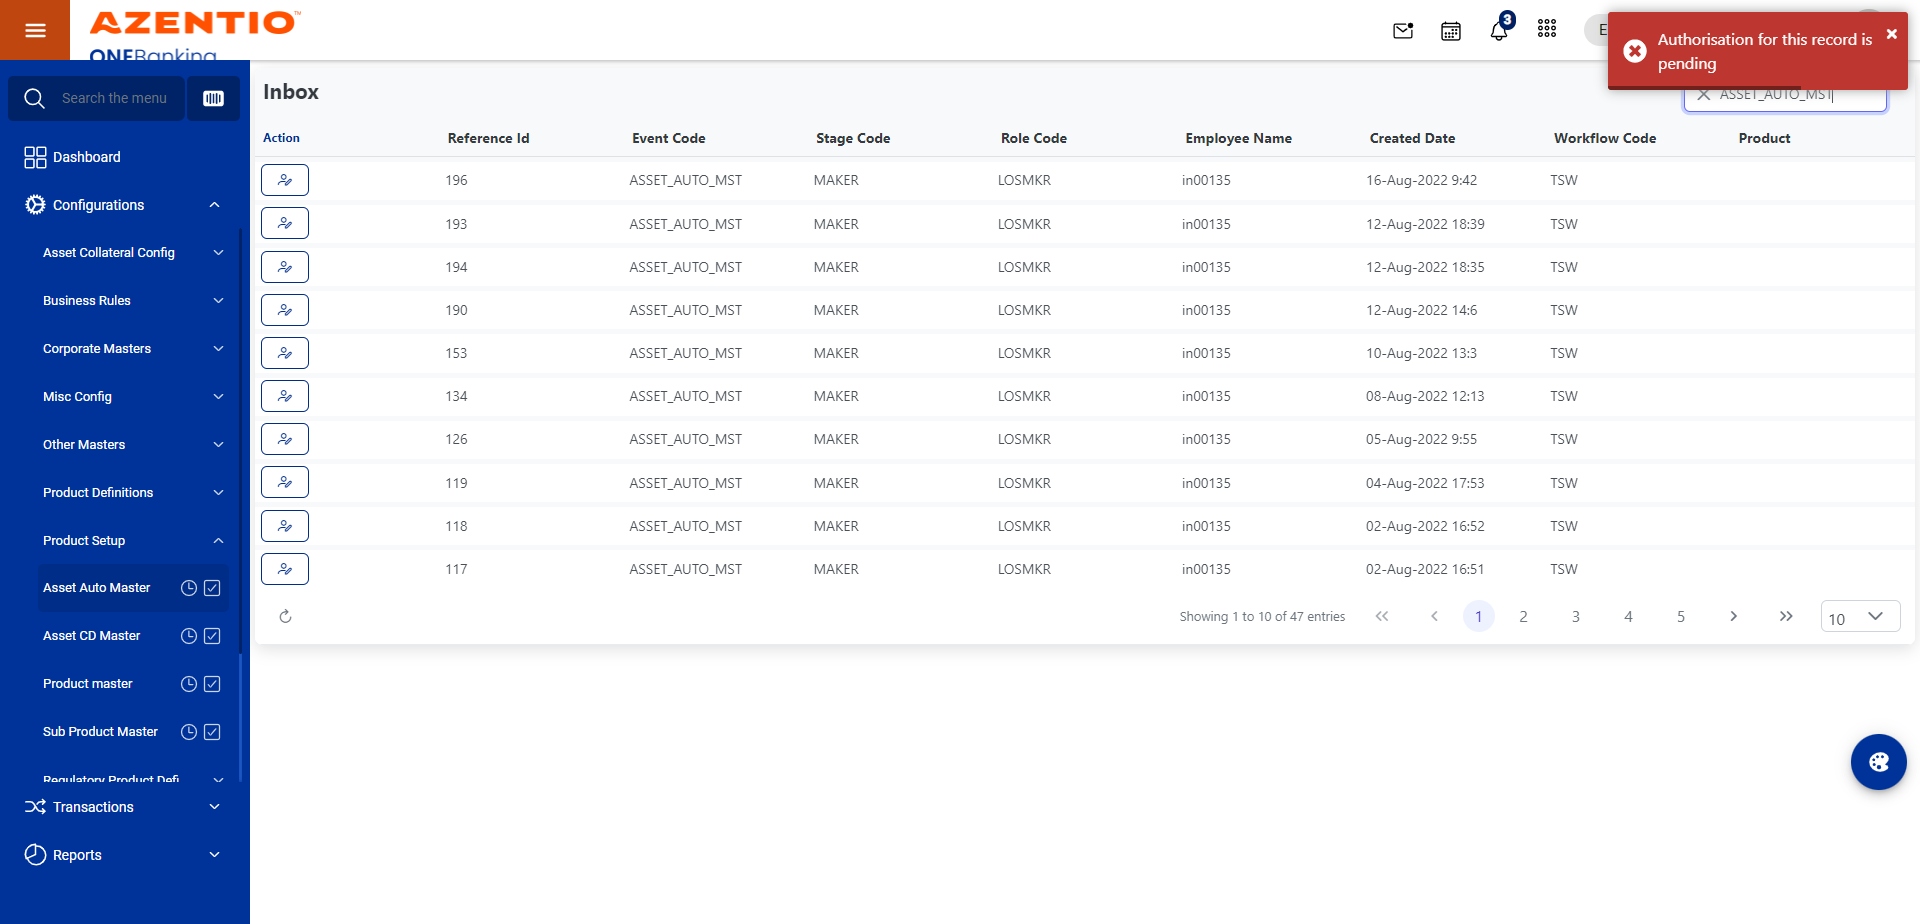 AZENTIO™
ONEBanking
3
E
Authorisation for this record is
pending
Search the menu
Inbox
ASSET_AUTO_MST
Action Reference Id Event Code Stage Code Role Code Employee Name Created Date Workflow Code Product
196 ASSET_AUTO_MST MAKER LOSMKR in00135 16-Aug-2022 9:42 TSW
193 ASSET_AUTO_MST MAKER LOSMKR in00135 12-Aug-2022 18:39 TSW
194 ASSET_AUTO_MST MAKER LOSMKR in00135 12-Aug-2022 18:35 TSW
190 ASSET_AUTO_MST MAKER LOSMKR in00135 12-Aug-2022 14:6 TSW
153 ASSET_AUTO_MST MAKER LOSMKR in00135 10-Aug-2022 13:3 TSW
134 ASSET_AUTO_MST MAKER LOSMKR in00135 08-Aug-2022 12:13 TSW
126 ASSET_AUTO_MST MAKER LOSMKR in00135 05-Aug-2022 9:55 TSW
119 ASSET_AUTO_MST MAKER LOSMKR in00135 04-Aug-2022 17:53 TSW
118 ASSET_AUTO_MST MAKER LOSMKR in00135 02-Aug-2022 16:52 TSW
117 ASSET_AUTO_MST MAKER LOSMKR in00135 02-Aug-2022 16:51 TSW
Showing 1 to 10 of 47 entries 1 2 3 4 5 10
Dashboard
Configurations
Asset Collateral Config
Business Rules
Corporate Masters
Misc Config
Other Masters
Product Definitions
Product Setup
Asset Auto Master
Asset CD Master
Product master
Sub Product Master
Regulatory Product Defi
Transactions
Reports